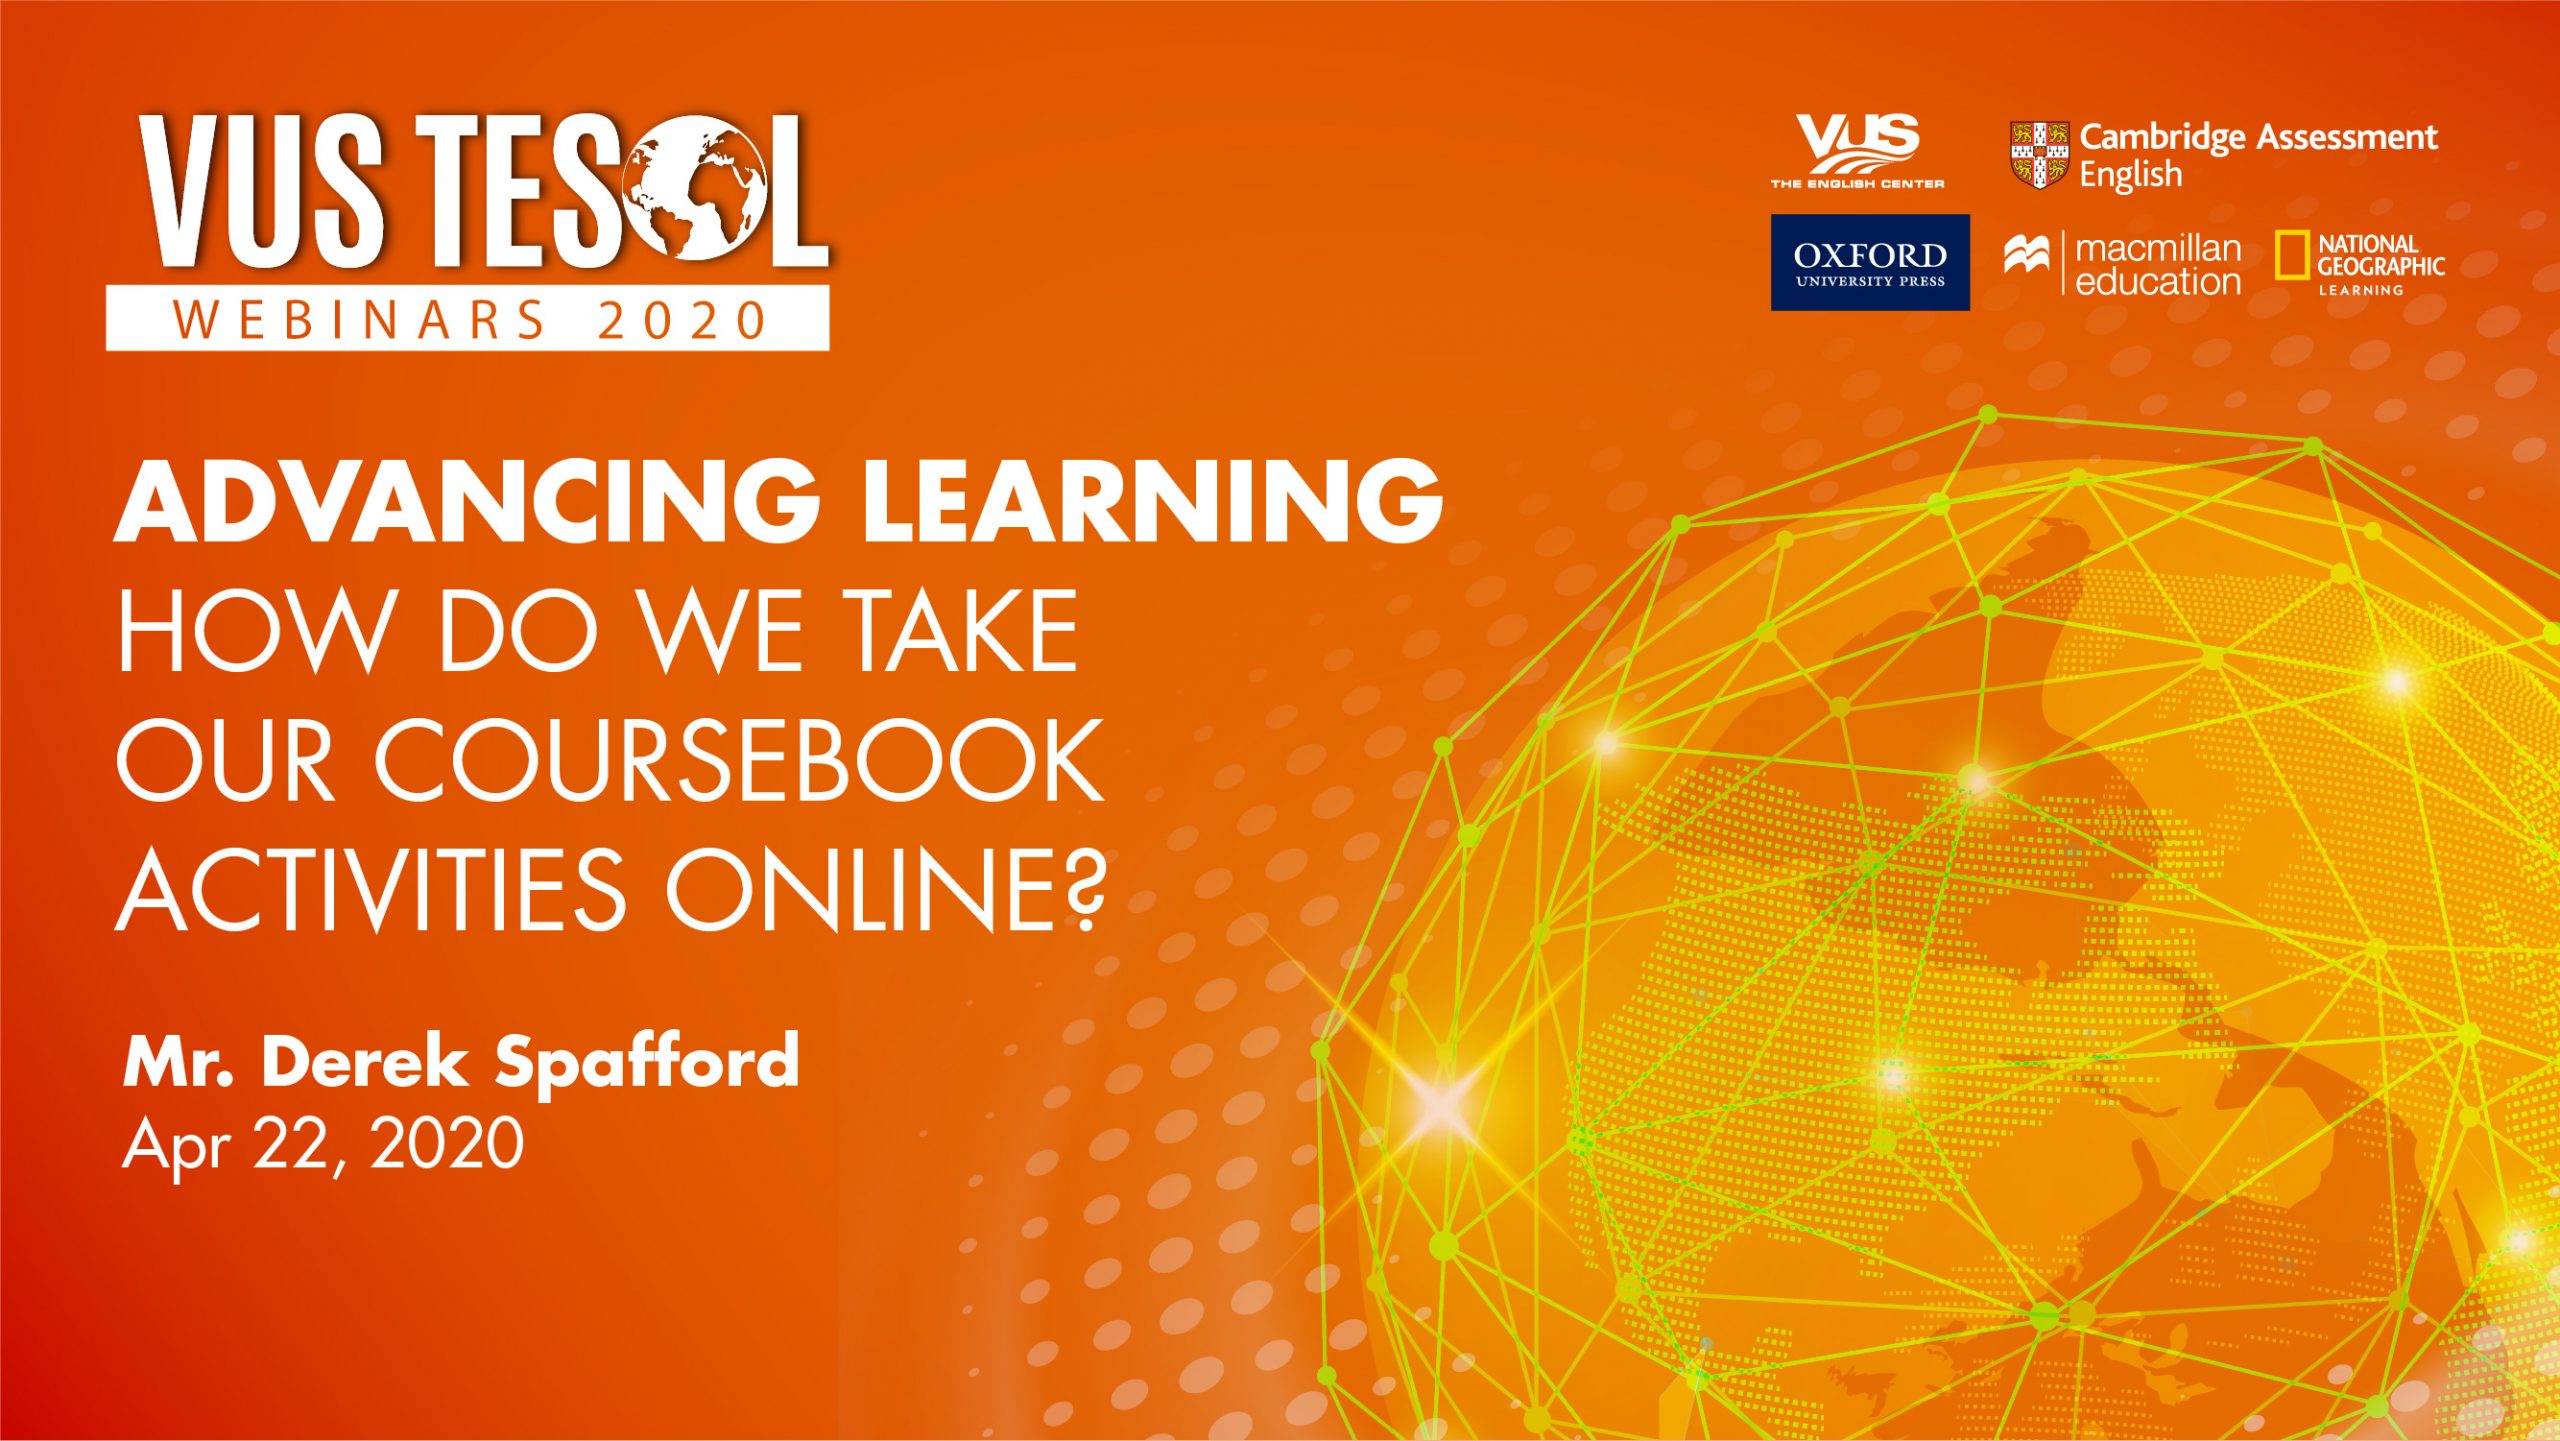 VUS TESOL
WEBINARS 2020
VUS
THE ENGLISH CENTER
Cambridge Assessment
English
OXFORD
UNIVERSITY PRESS
macmillan
education
NATIONAL
GEOGRAPHIC
LEARNING
ADVANCING LEARNING
HOW DO WE TAKE
OUR COURSEBOOK
ACTIVITIES ONLINE?
Mr. Derek Spafford
Apr 22, 2020